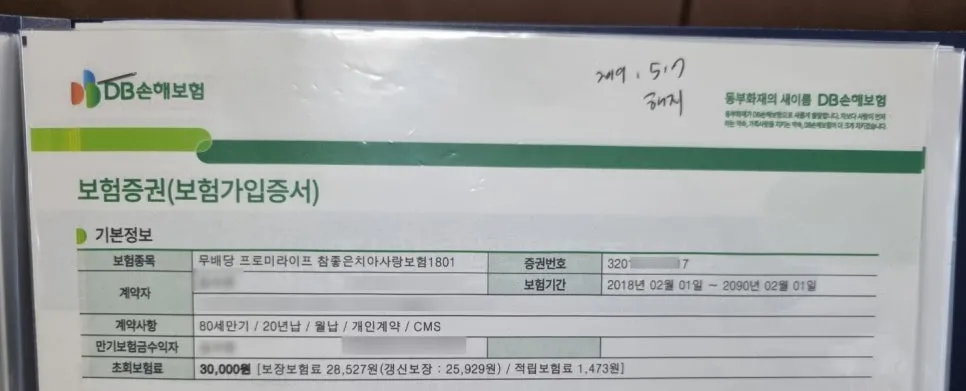 DB손해보험
2019. 5.7
해지
동부화재의 새이름 DB손해보험
보험증권(보험가입증서)
기본정보
보험종목 무배당 프로미라이프 참좋은치아사랑보험1801 증권번호 320 7
계약자 보험기간 2018년 02월 01일 ~ 2090년 02월 01일
계약사항 80세만기 / 20년납 / 월납 / 개인계약 / CMS
만기보험금수익자
초회보험료 30,000원 [보장보험료 28,527원(갱신보장 : 25,929원) / 적립보험료 1,473원]